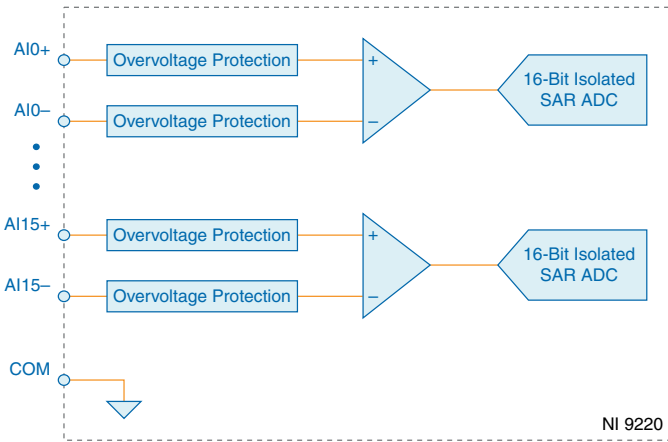 AI0+
Overvoltage Protection
+
16-Bit Isolated
SAR ADC
AI0–
Overvoltage Protection
–
AI15+
Overvoltage Protection
+
16-Bit Isolated
SAR ADC
AI15–
Overvoltage Protection
–
COM
NI 9220